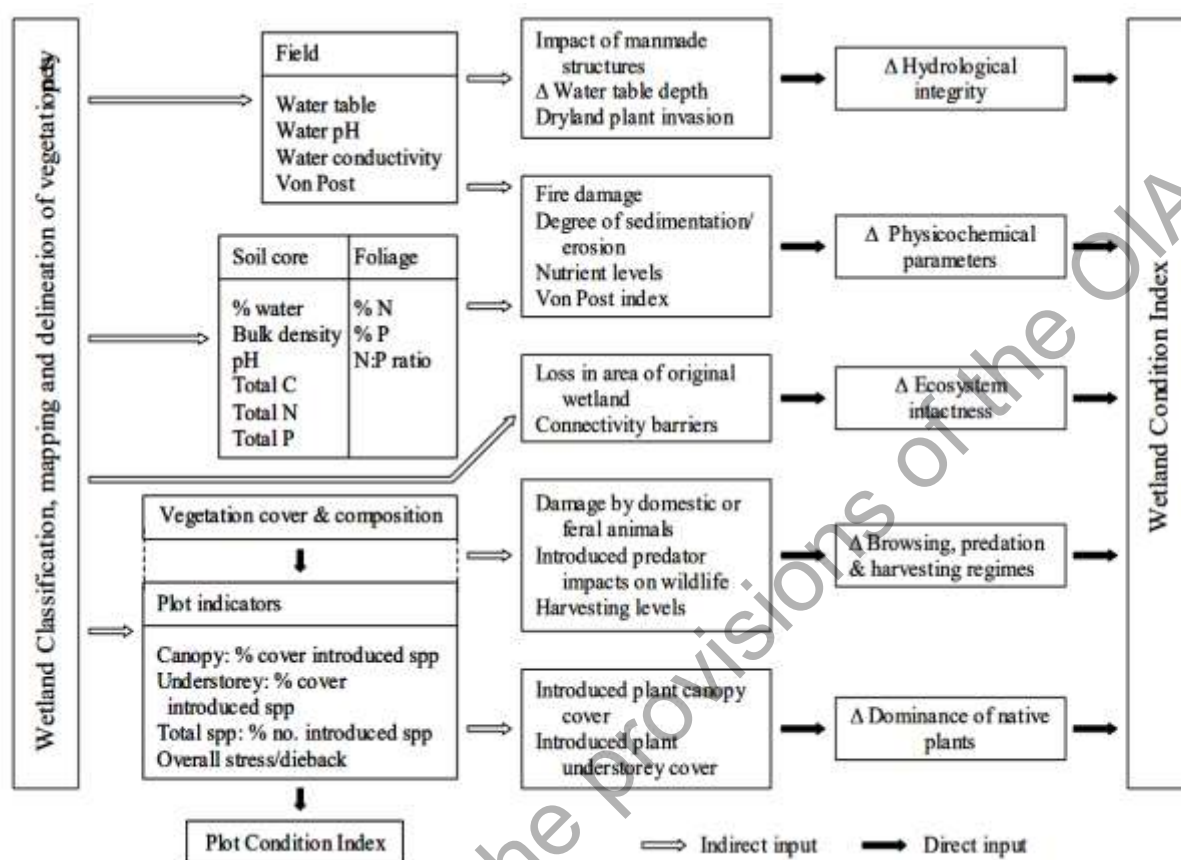 Wetland Classification, mapping and delineation of
Field
Water table
Water pH
Water conductivity
Von Post
Soil core
% water
Bulk density
pH
Total C
Total N
Total P
Foliage
% N
% P
N:P ratio
Vegetation cover & composition
Plot indicators
Canopy: % cover introduced spp
Understorey: % cover
introduced spp
Total spp: % no. introduced spp
Overall stress/dieback
Plot Condition Index
Impact of manmade
structures
Δ Water table depth
Dryland plant invasion
Fire damage
Degree of sedimentation/
erosion
Nutrient levels
Von Post index
Loss in area of original
wetland
Connectivity barriers
Damage by domestic or
feral animals
Introduced predator
impacts on wildlife
Harvesting levels
Introduced plant canopy
cover
Introduced plant
understorey cover
Δ Hydrological
integrity
Δ Physicochemical
parameters
Δ Ecosystem
intactness
Δ Browsing, predation
& harvesting regimes
Δ Dominance of native
plants
Wetland Condition Index
Indirect input
Direct input
he provisions of the OIA